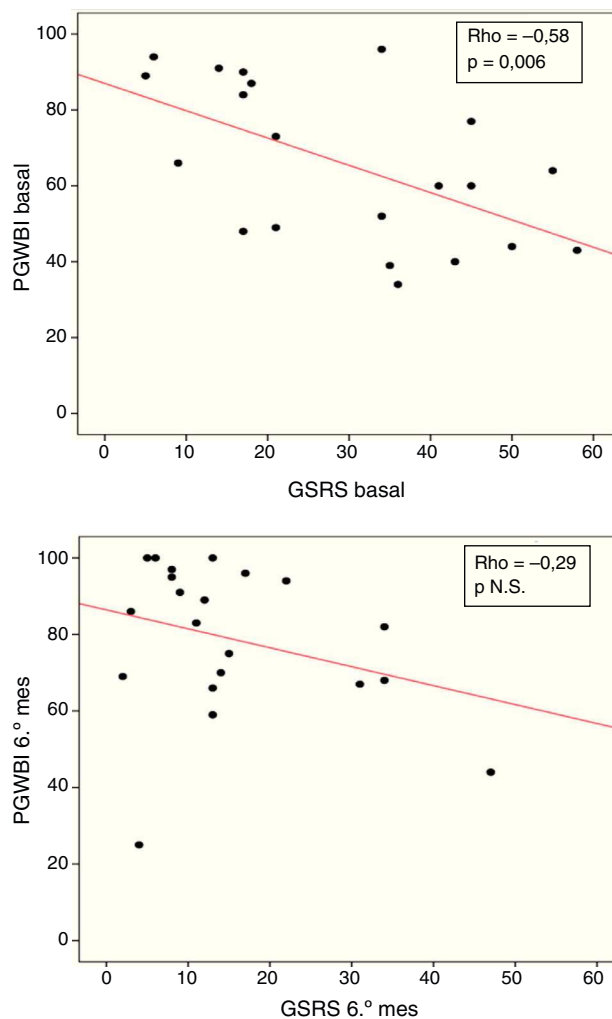 100
80
60
40
20
0
PGWBI basal
Rho = –0,58
p = 0,006
0 10 20 30 40 50 60
GSRS basal
100
80
60
40
20
0
PGWBI 6.º mes
Rho = –0,29
p N.S.
0 10 20 30 40 50 60
GSRS 6.º mes